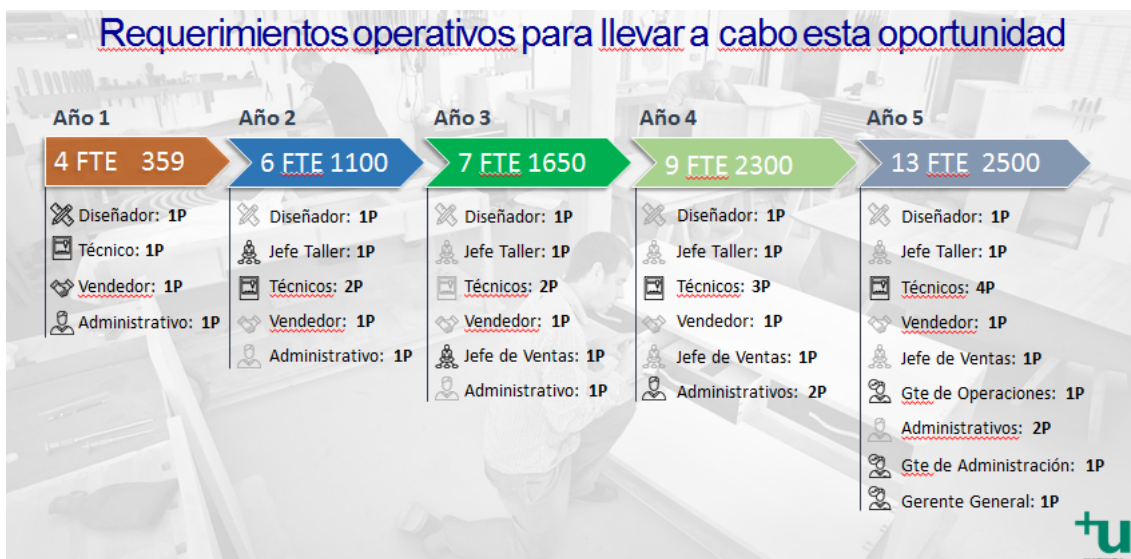 Requerimientos operativos para llevar a cabo esta oportunidad
Año 1
4 FTE 359
Diseñador: 1P
Técnico: 1P
Vendedor: 1P
Administrativo: 1P
Año 2
6 FTE 1100
Diseñador: 1P
Jefe Taller: 1P
Técnicos: 2P
Vendedor: 1P
Administrativo: 1P
Año 3
7 FTE 1650
Diseñador: 1P
Jefe Taller: 1P
Técnicos: 2P
Vendedor: 1P
Jefe de Ventas: 1P
Administrativo: 1P
Año 4
9 FTE 2300
Diseñador: 1P
Jefe Taller: 1P
Técnicos: 3P
Vendedor: 1P
Jefe de Ventas: 1P
Administrativos: 2P
Año 5
13 FTE 2500
Diseñador: 1P
Jefe Taller: 1P
Técnicos: 4P
Vendedor: 1P
Jefe de Ventas: 1P
Gte de Operaciones: 1P
Administrativos: 2P
Gte de Administración: 1P
Gerente General: 1P
+u